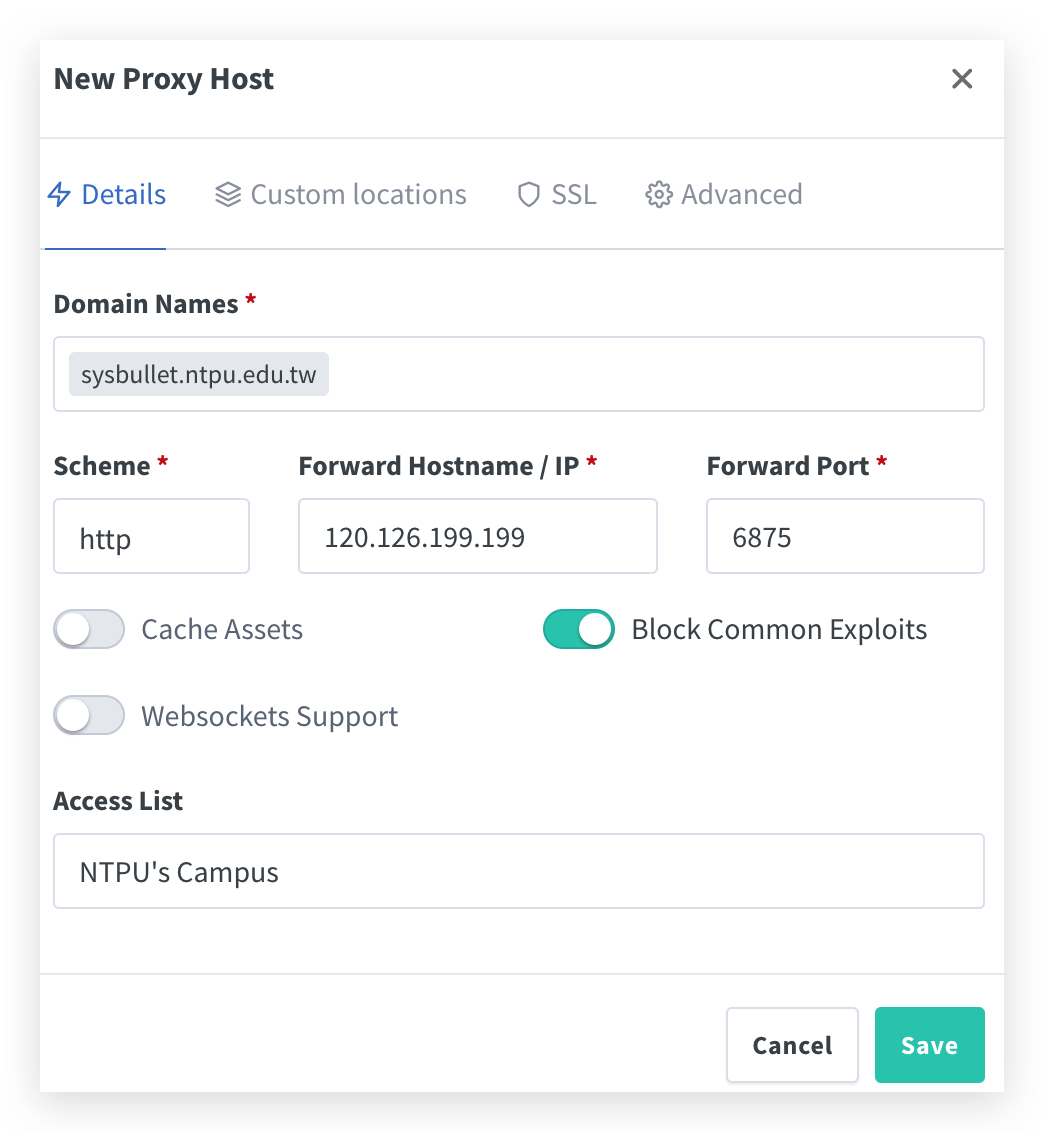 New Proxy Host
Details Custom locations SSL Advanced
Domain Names *
sysbullet.ntpu.edu.tw
Scheme * Forward Hostname / IP * Forward Port *
http 120.126.199.199 6875
Cache Assets Block Common Exploits
Websockets Support
Access List
NTPU's Campus
Cancel Save